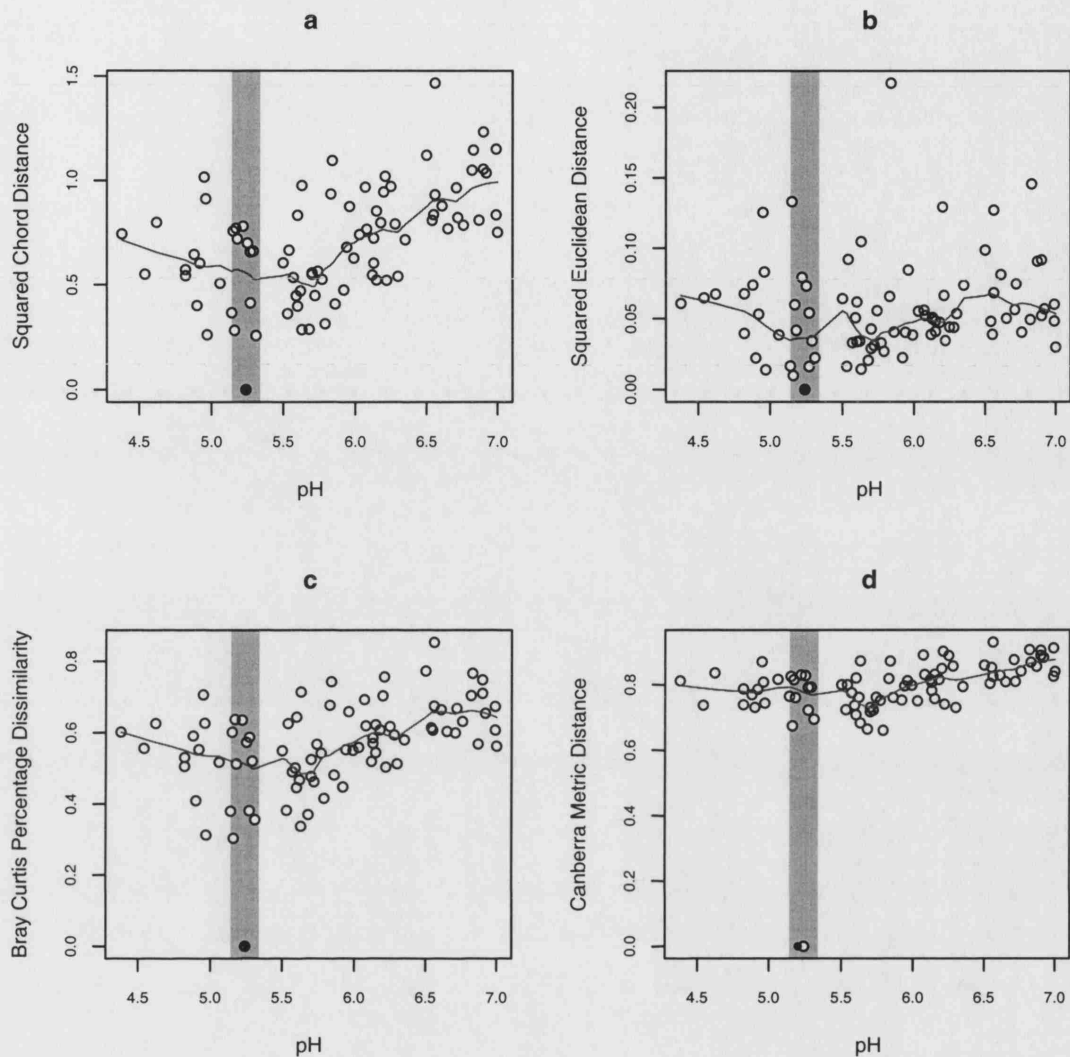 a
Squared Chord Distance
1.5
1.0
0.5
0.0
4.5 5.0 5.5 6.0 6.5 7.0
pH
b
Squared Euclidean Distance
0.20
0.15
0.10
0.05
0.00
4.5 5.0 5.5 6.0 6.5 7.0
pH
c
Bray Curtis Percentage Dissimilarity
0.8
0.6
0.4
0.2
0.0
4.5 5.0 5.5 6.0 6.5 7.0
pH
d
Canberra Metric Distance
0.8
0.6
0.4
0.2
0.0
4.5 5.0 5.5 6.0 6.5 7.0
pH